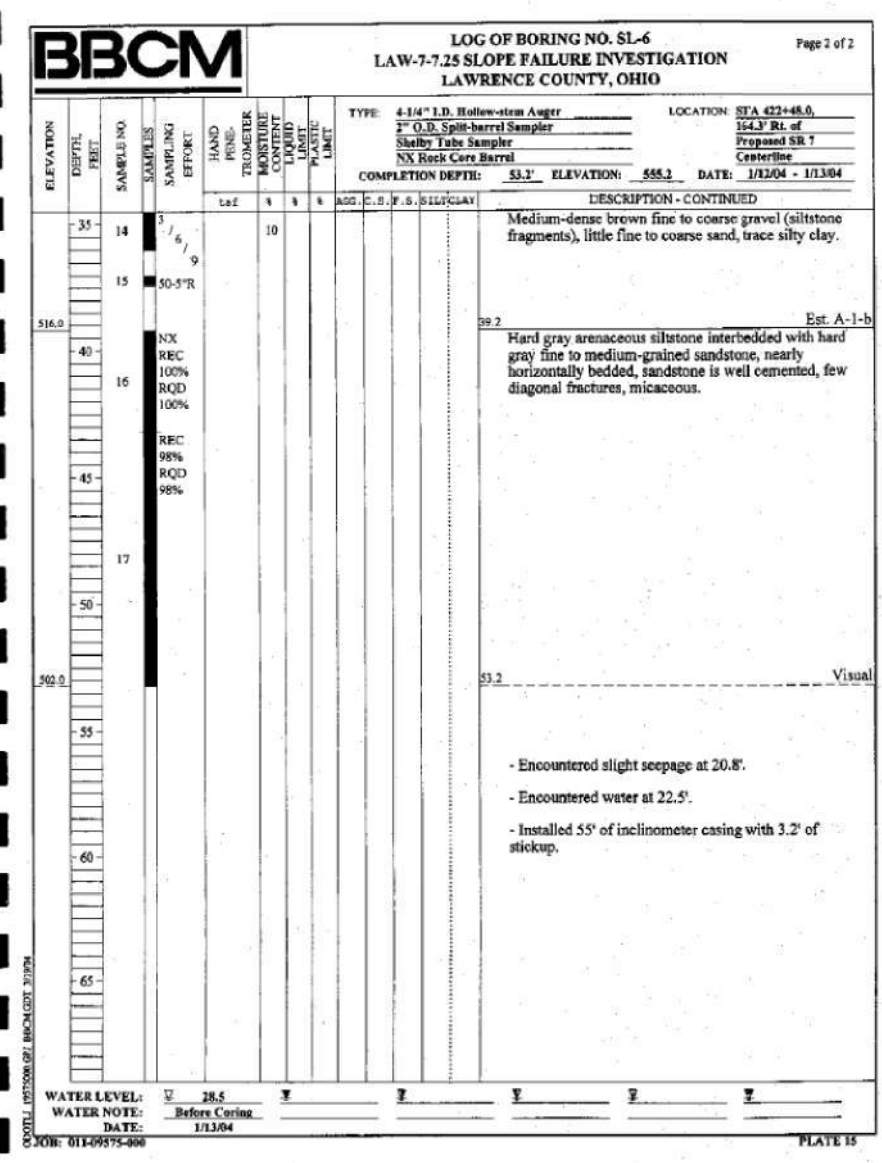 BBCM
LOG OF BORING NO. SL-6
LAW-7-7.25 SLOPE FAILURE INVESTIGATION
LAWRENCE COUNTY, OHIO
Page 2 of 2
ELEVATION
DEPTH, FEET
SAMPLE NO.
SAMPLES
SAMPLING EFFORT
HAND PENE-TROMETER
MOISTURE CONTENT
LIQUID LIMIT
PLASTIC LIMIT
TYPE: 4-1/4" I.D. Hollow-stem Auger
2" O.D. Split-barrel Sampler
Shelby Tube Sampler
NX Rock Core Barrel
LOCATION: STA 422+48.0,
164.3' Rt. of
Proposed SR 7
Centerline
COMPLETION DEPTH: 53.2' ELEVATION: 555.2 DATE: 1/12/04 - 1/13/04
tsf % % % AGG. C.S. F.S. SILT CLAY
DESCRIPTION - CONTINUED
35
14
3/6/9
10
Medium-dense brown fine to coarse gravel (siltstone
fragments), little fine to coarse sand, trace silty clay.
15
50-5"R
516.0
39.2
Est. A-1-b
Hard gray arenaceous siltstone interbedded with hard
gray fine to medium-grained sandstone, nearly
horizontally bedded, sandstone is well cemented, few
diagonal fractures, micaceous.
40
16
NX
REC
100%
RQD
100%
REC
98%
RQD
98%
45
17
50
502.0
53.2
Visual
55
- Encountered slight seepage at 20.8'.
- Encountered water at 22.5'.
- Installed 55' of inclinometer casing with 3.2' of
stickup.
60
65
WATER LEVEL: 28.5
WATER NOTE: Before Coring
DATE: 1/13/04
JOB: 011-09575-000
PLATE 15